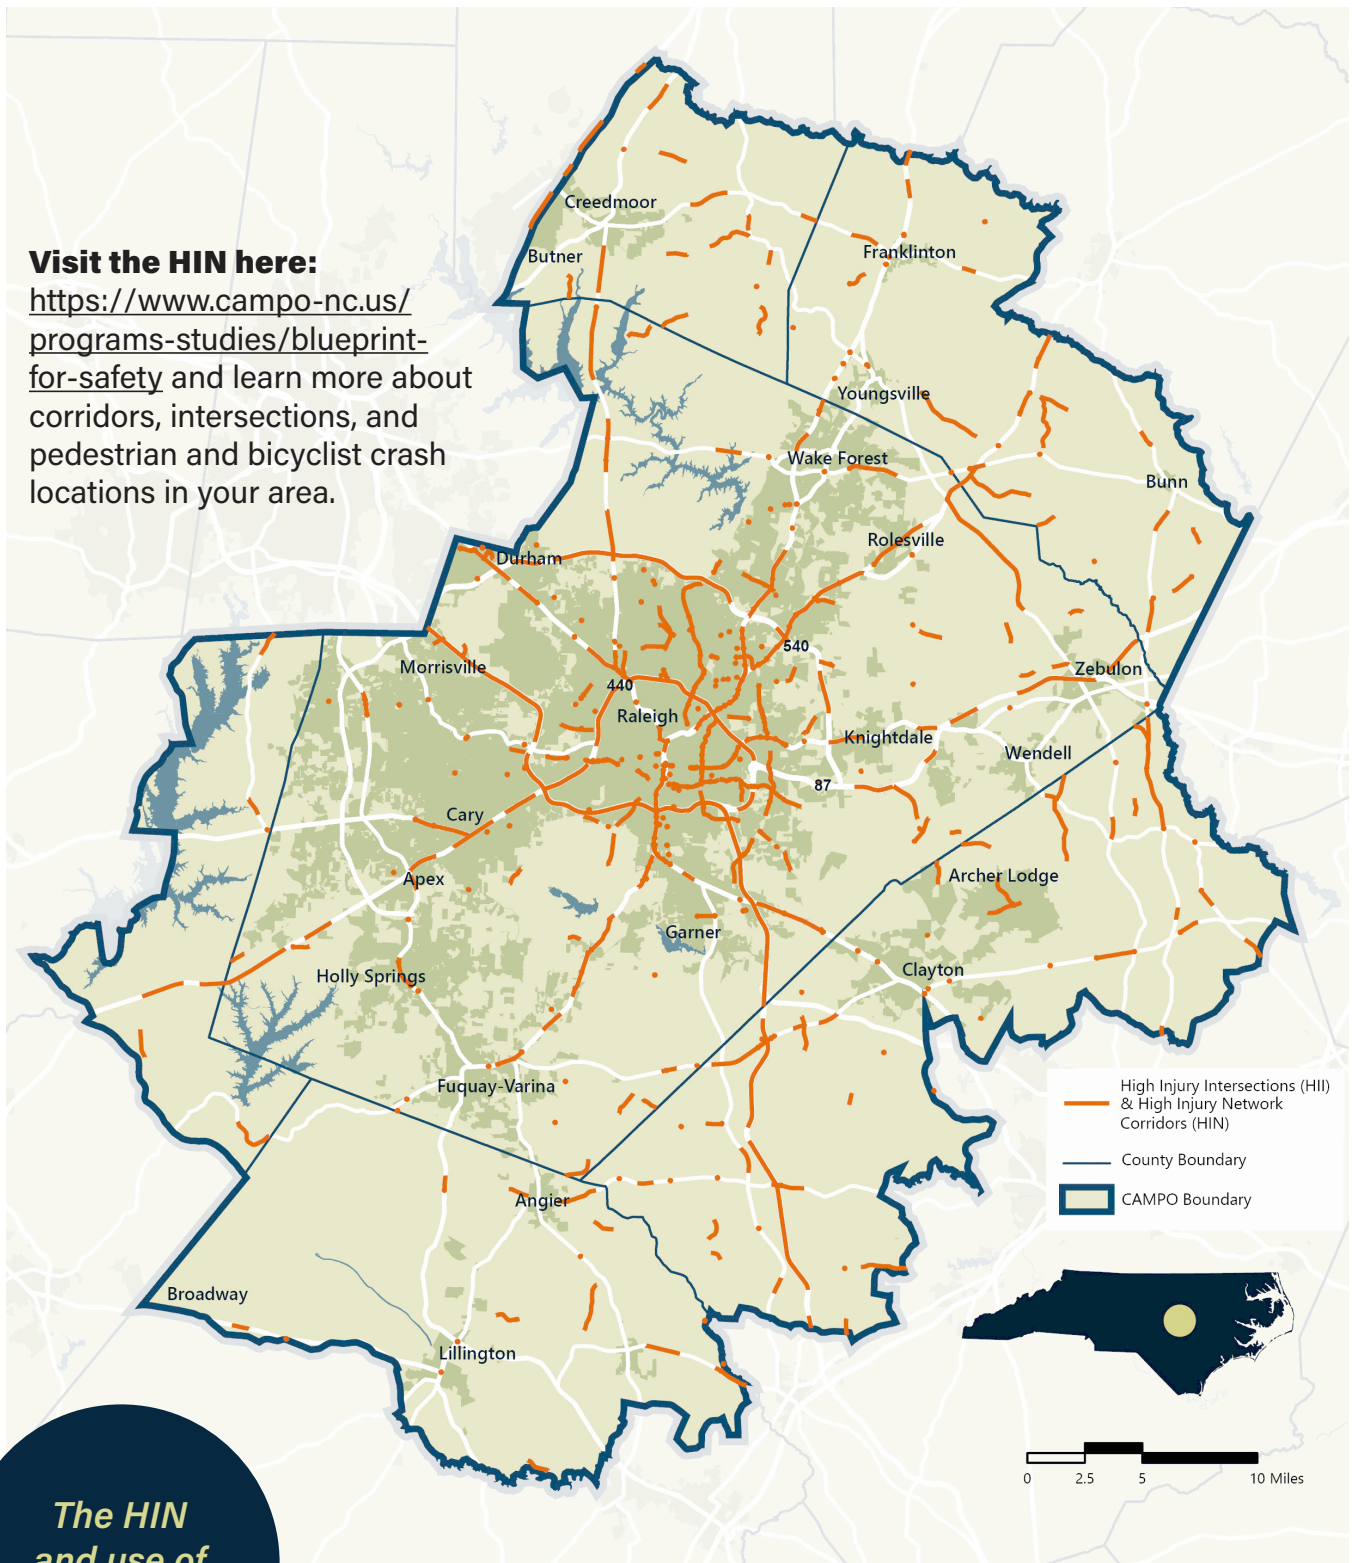 Visit the HIN here:
https://www.campo-nc.us/
programs-studies/blueprint-
for-safety and learn more about
corridors, intersections, and
pedestrian and bicyclist crash
locations in your area.
Creedmoor
Butner
Franklinton
Youngsville
Wake Forest
Bunn
Rolesville
Durham
540
Morrisville
Zebulon
440
Raleigh
Knightdale
Wendell
87
Cary
Apex
Archer Lodge
Garner
Holly Springs
Clayton
Fuquay-Varina
Angier
Broadway
Lillington
High Injury Intersections (HII)
& High Injury Network
Corridors (HIN)
County Boundary
CAMPO Boundary
0 2.5 5 10 Miles
The HIN
and use of